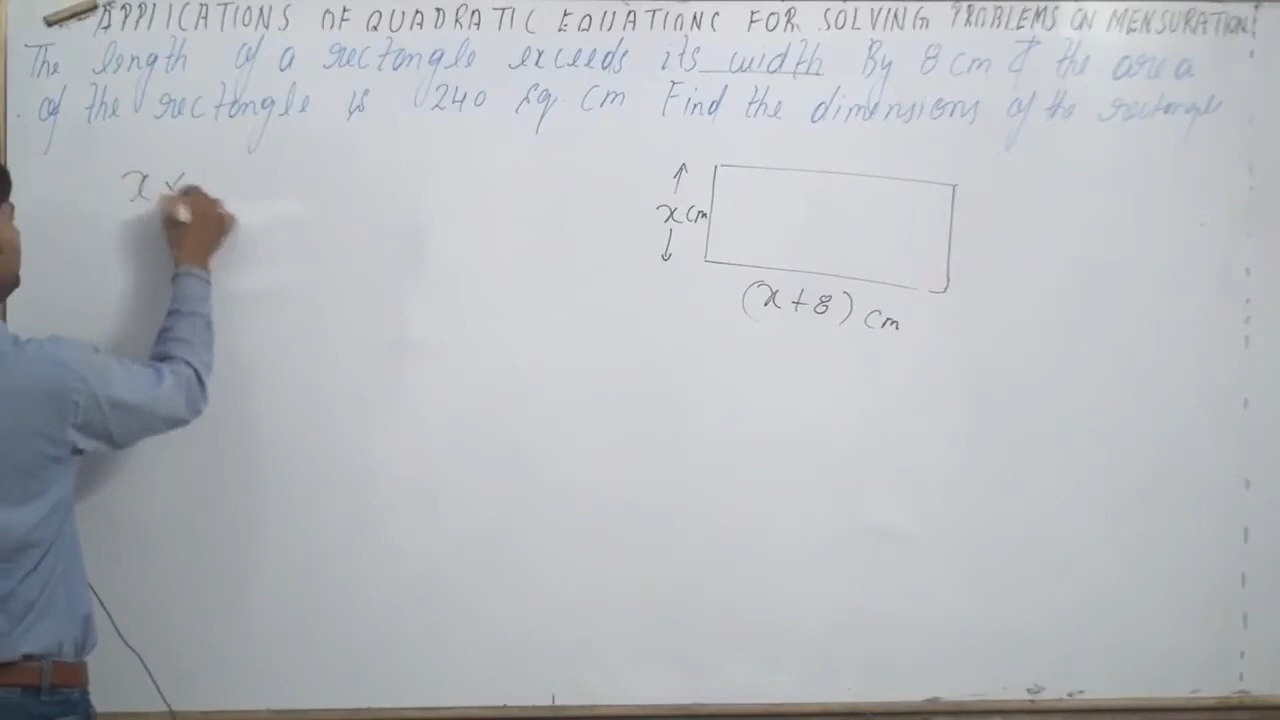 APPLICATIONS OF QUADRATIC EQUATIONS FOR SOLVING PROBLEMS ON MENSURATION!
The length of a rectangle exceeds its width By 8 cm & the area
of the rectangle is 240 Sq. cm Find the dimensions of the rectangle
x ×
x cm
(x + 8) cm